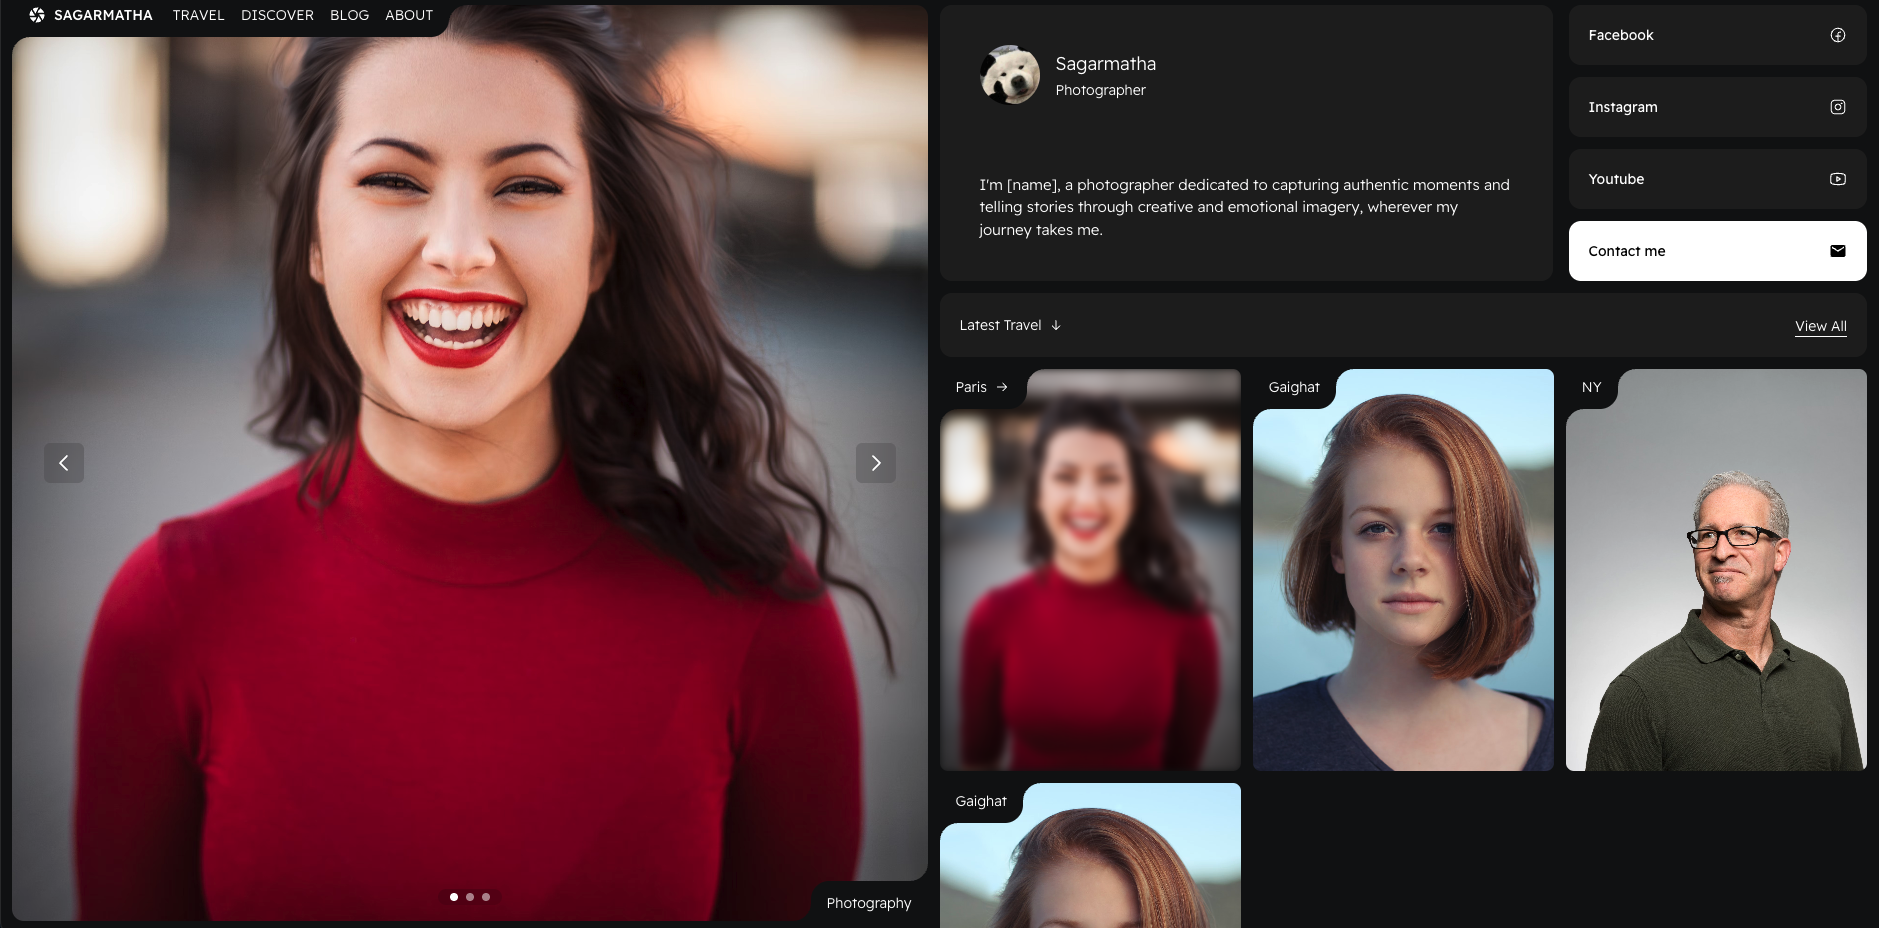 SAGARMATHA TRAVEL DISCOVER BLOG ABOUT
Photography
Sagarmatha
Photographer
I'm [name], a photographer dedicated to capturing authentic moments and
telling stories through creative and emotional imagery, wherever my
journey takes me.
Facebook
Instagram
Youtube
Contact me
Latest Travel ↓
View All
Paris →
Gaighat
NY
Gaighat